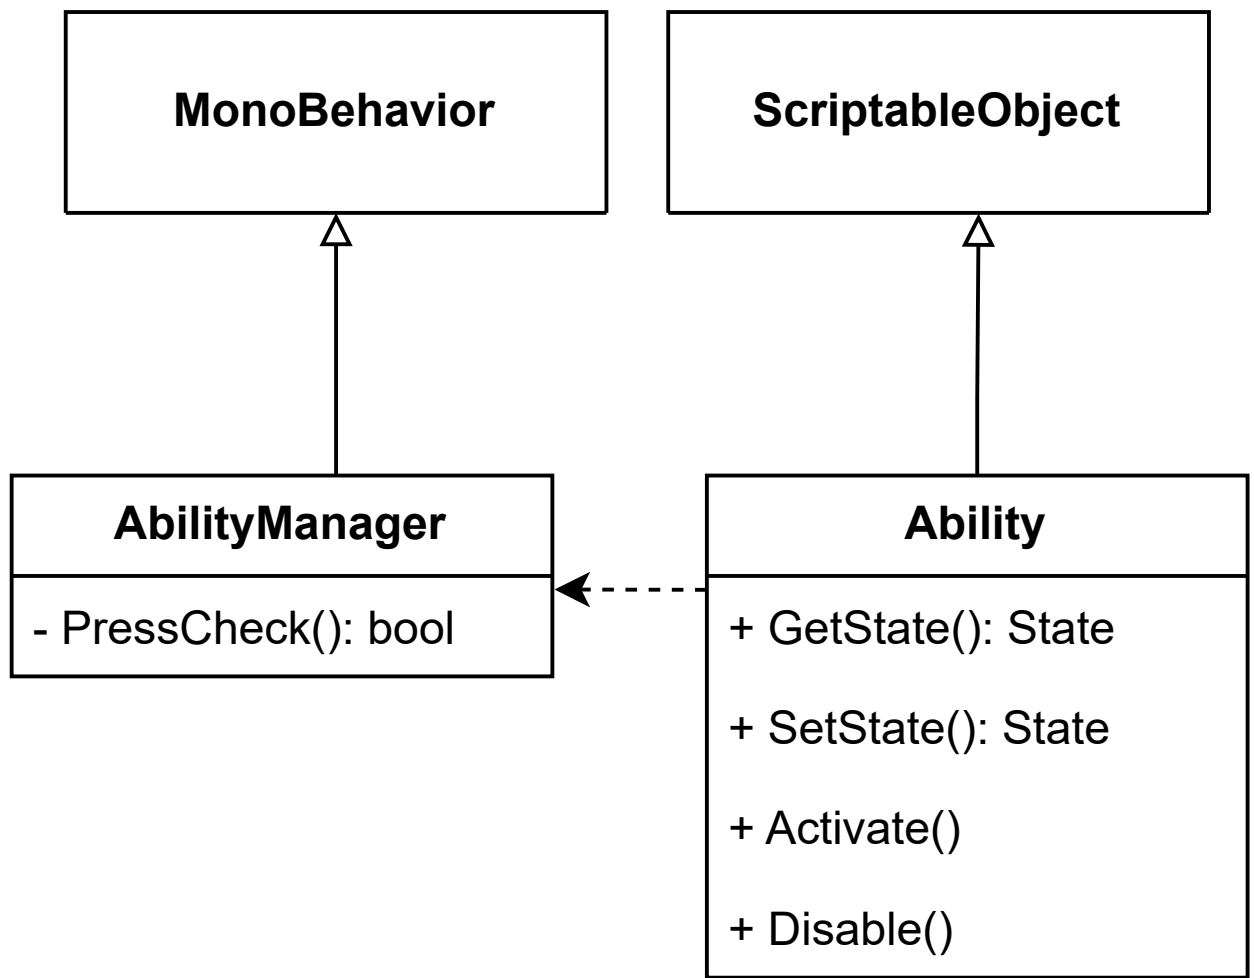 MonoBehavior
ScriptableObject
AbilityManager
- PressCheck(): bool
Ability
+ GetState(): State
+ SetState(): State
+ Activate()
+ Disable()